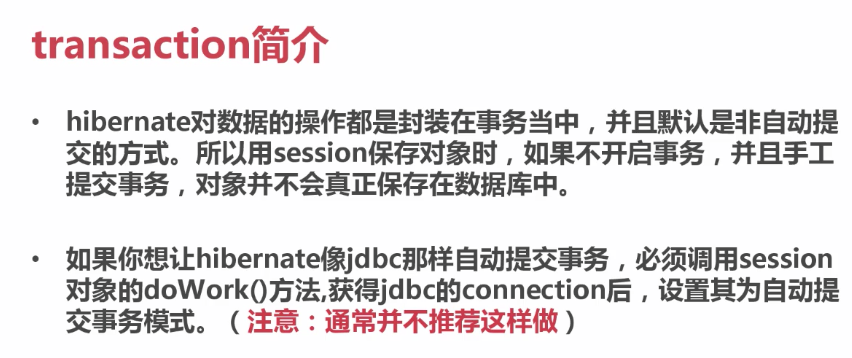 transaction简介
• hibernate对数据的操作都是封装在事务当中，并且默认是非自动提
交的方式。所以用session保存对象时，如果不开启事务，并且手工
提交事务，对象并不会真正保存在数据库中。
• 如果你想让hibernate像jdbc那样自动提交事务，必须调用session
对象的doWork()方法,获得jdbc的connection后，设置其为自动提
交事务模式。（注意：通常并不推荐这样做）